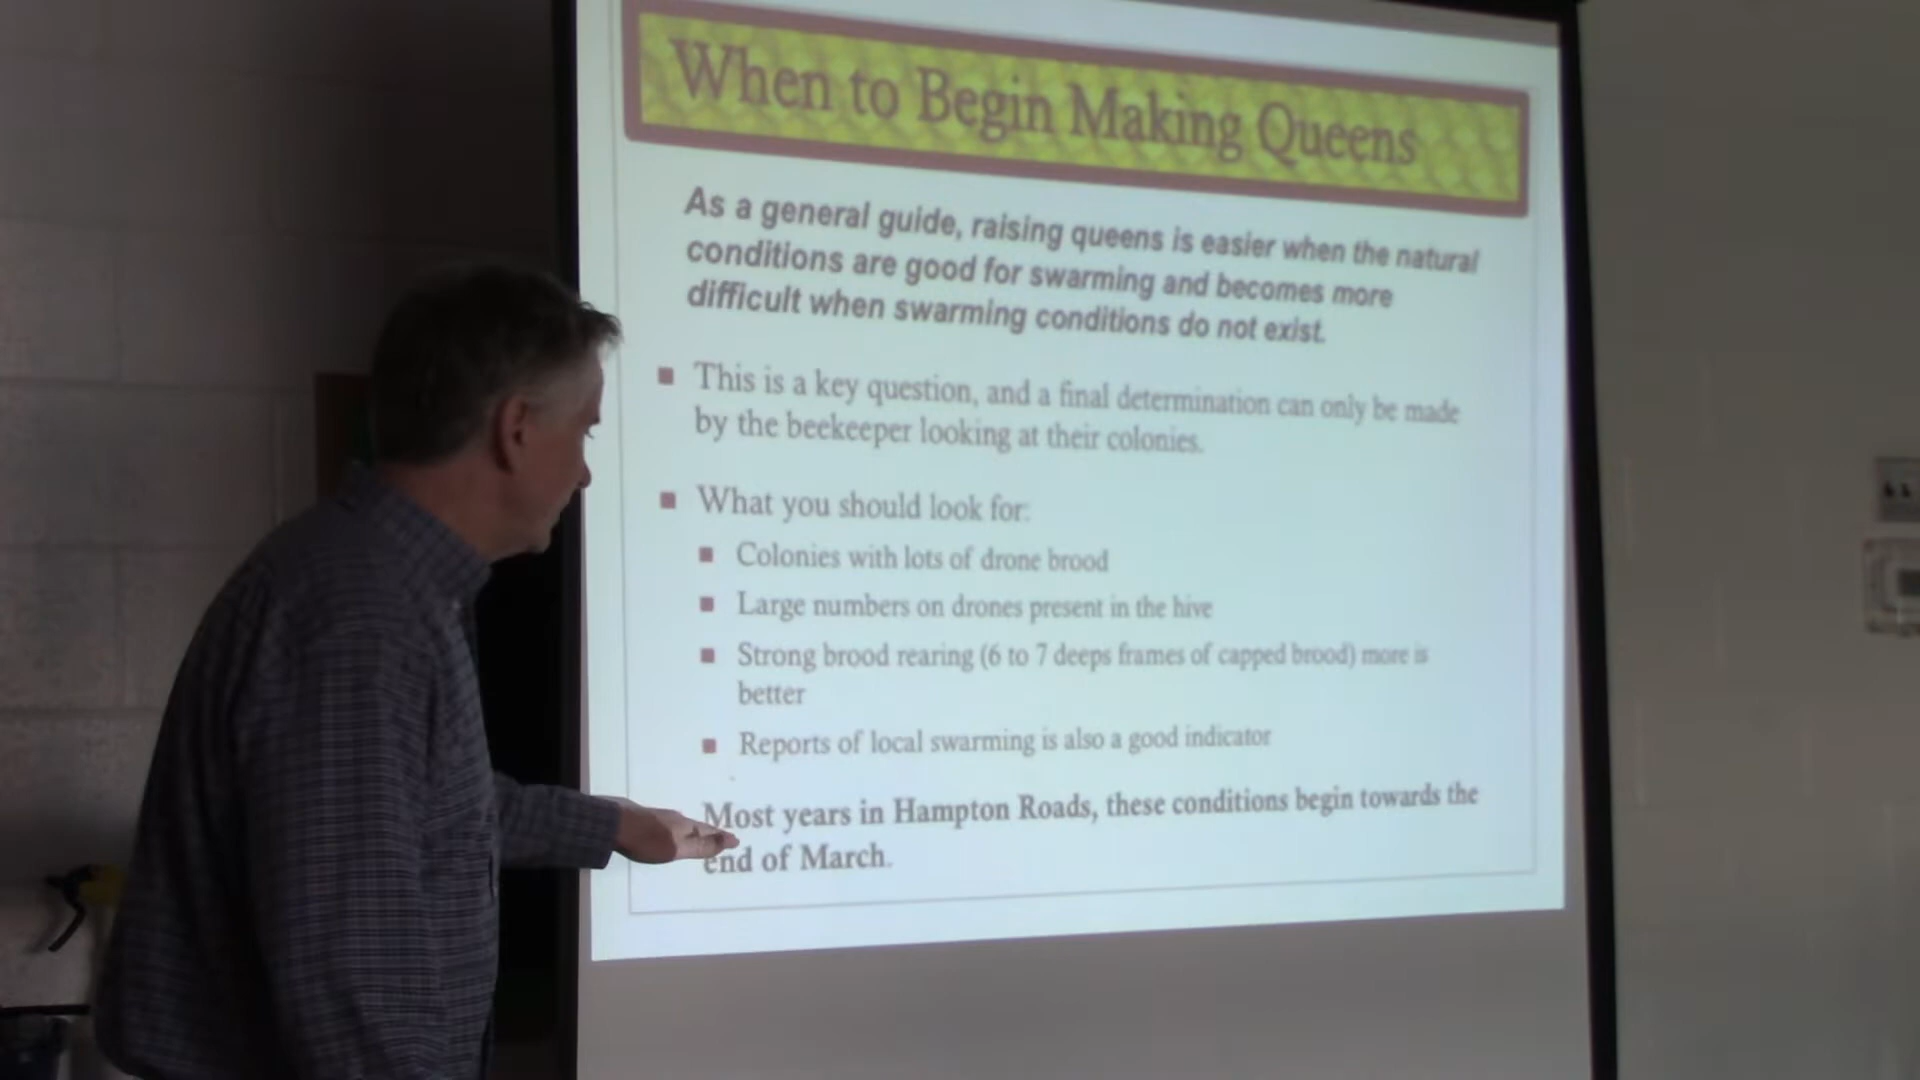 When to Begin Making Queens
As a general guide, raising queens is easier when the natural
conditions are good for swarming and becomes more
difficult when swarming conditions do not exist.
This is a key question, and a final determination can only be made
by the beekeeper looking at their colonies.
What you should look for:
Colonies with lots of drone brood
Large numbers on drones present in the hive
Strong brood rearing (6 to 7 deeps frames of capped brood) more is
better
Reports of local swarming is also a good indicator
Most years in Hampton Roads, these conditions begin towards the
end of March.